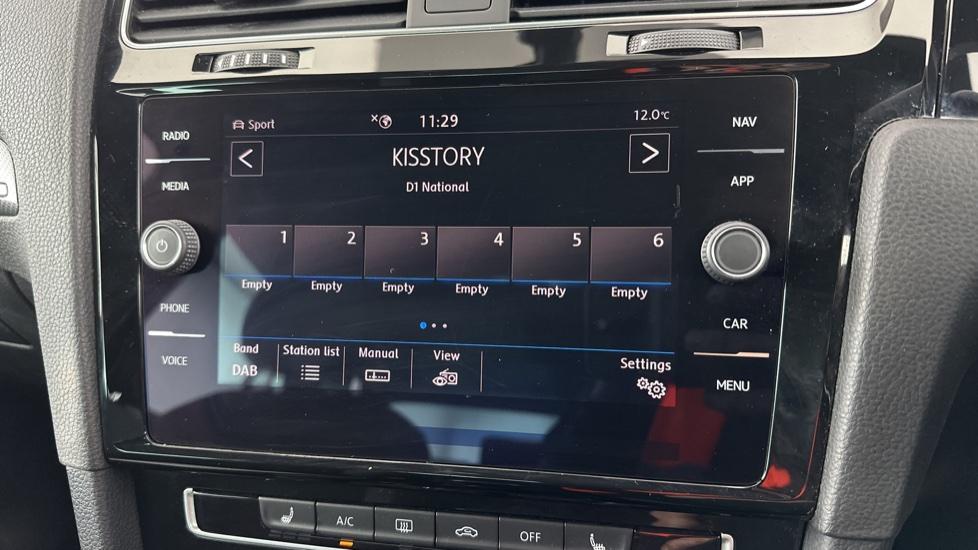 Sport 11:29 12.0°C
RADIO NAV
< KISSTORY >
MEDIA D1 National APP
1 2 3 4 5 6
Empty Empty Empty Empty Empty Empty
PHONE CAR
VOICE MENU
Band Station list Manual View Settings
DAB
A/C OFF